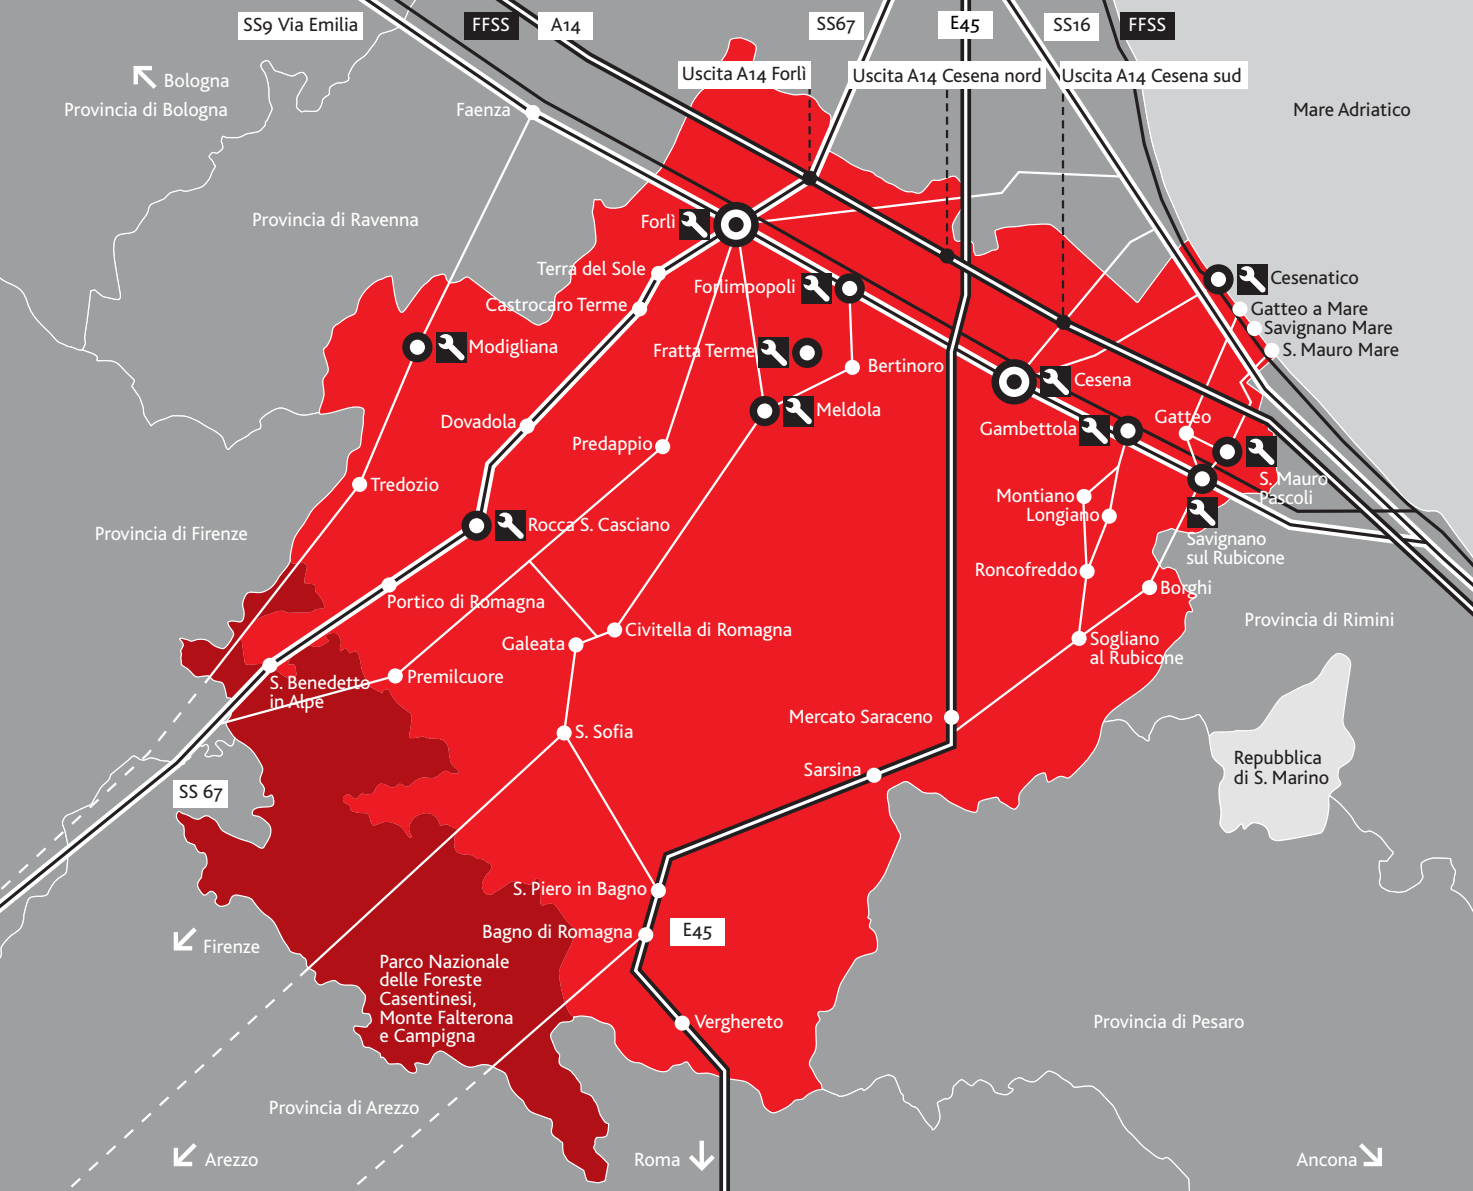 SS9 Via Emilia
FFSS
A14
SS67
E45
SS16
FFSS
Uscita A14 Forlì
Uscita A14 Cesena nord
Uscita A14 Cesena sud
Bologna
Provincia di Bologna
Faenza
Mare Adriatico
Provincia di Ravenna
Forlì
Terra del Sole
Castrocaro Terme
Forlimpopoli
Cesenatico
Gatteo a Mare
Savignano Mare
S. Mauro Mare
Modigliana
Fratta Terme
Bertinoro
Cesena
Meldola
Dovadola
Predappio
Gambettola
Gatteo
Tredozio
S. Mauro
Pascoli
Montiano
Longiano
Rocca S. Casciano
Provincia di Firenze
Savignano
sul Rubicone
Roncofreddo
Borghi
Portico di Romagna
Provincia di Rimini
Civitella di Romagna
Galeata
Sogliano
al Rubicone
S. Benedetto
in Alpe
Premilcuore
Mercato Saraceno
S. Sofia
Repubblica
di S. Marino
Sarsina
SS 67
S. Piero in Bagno
Bagno di Romagna
E45
Firenze
Parco Nazionale
delle Foreste
Casentinesi,
Monte Falterona
e Campigna
Verghereto
Provincia di Pesaro
Provincia di Arezzo
Arezzo
Roma
Ancona